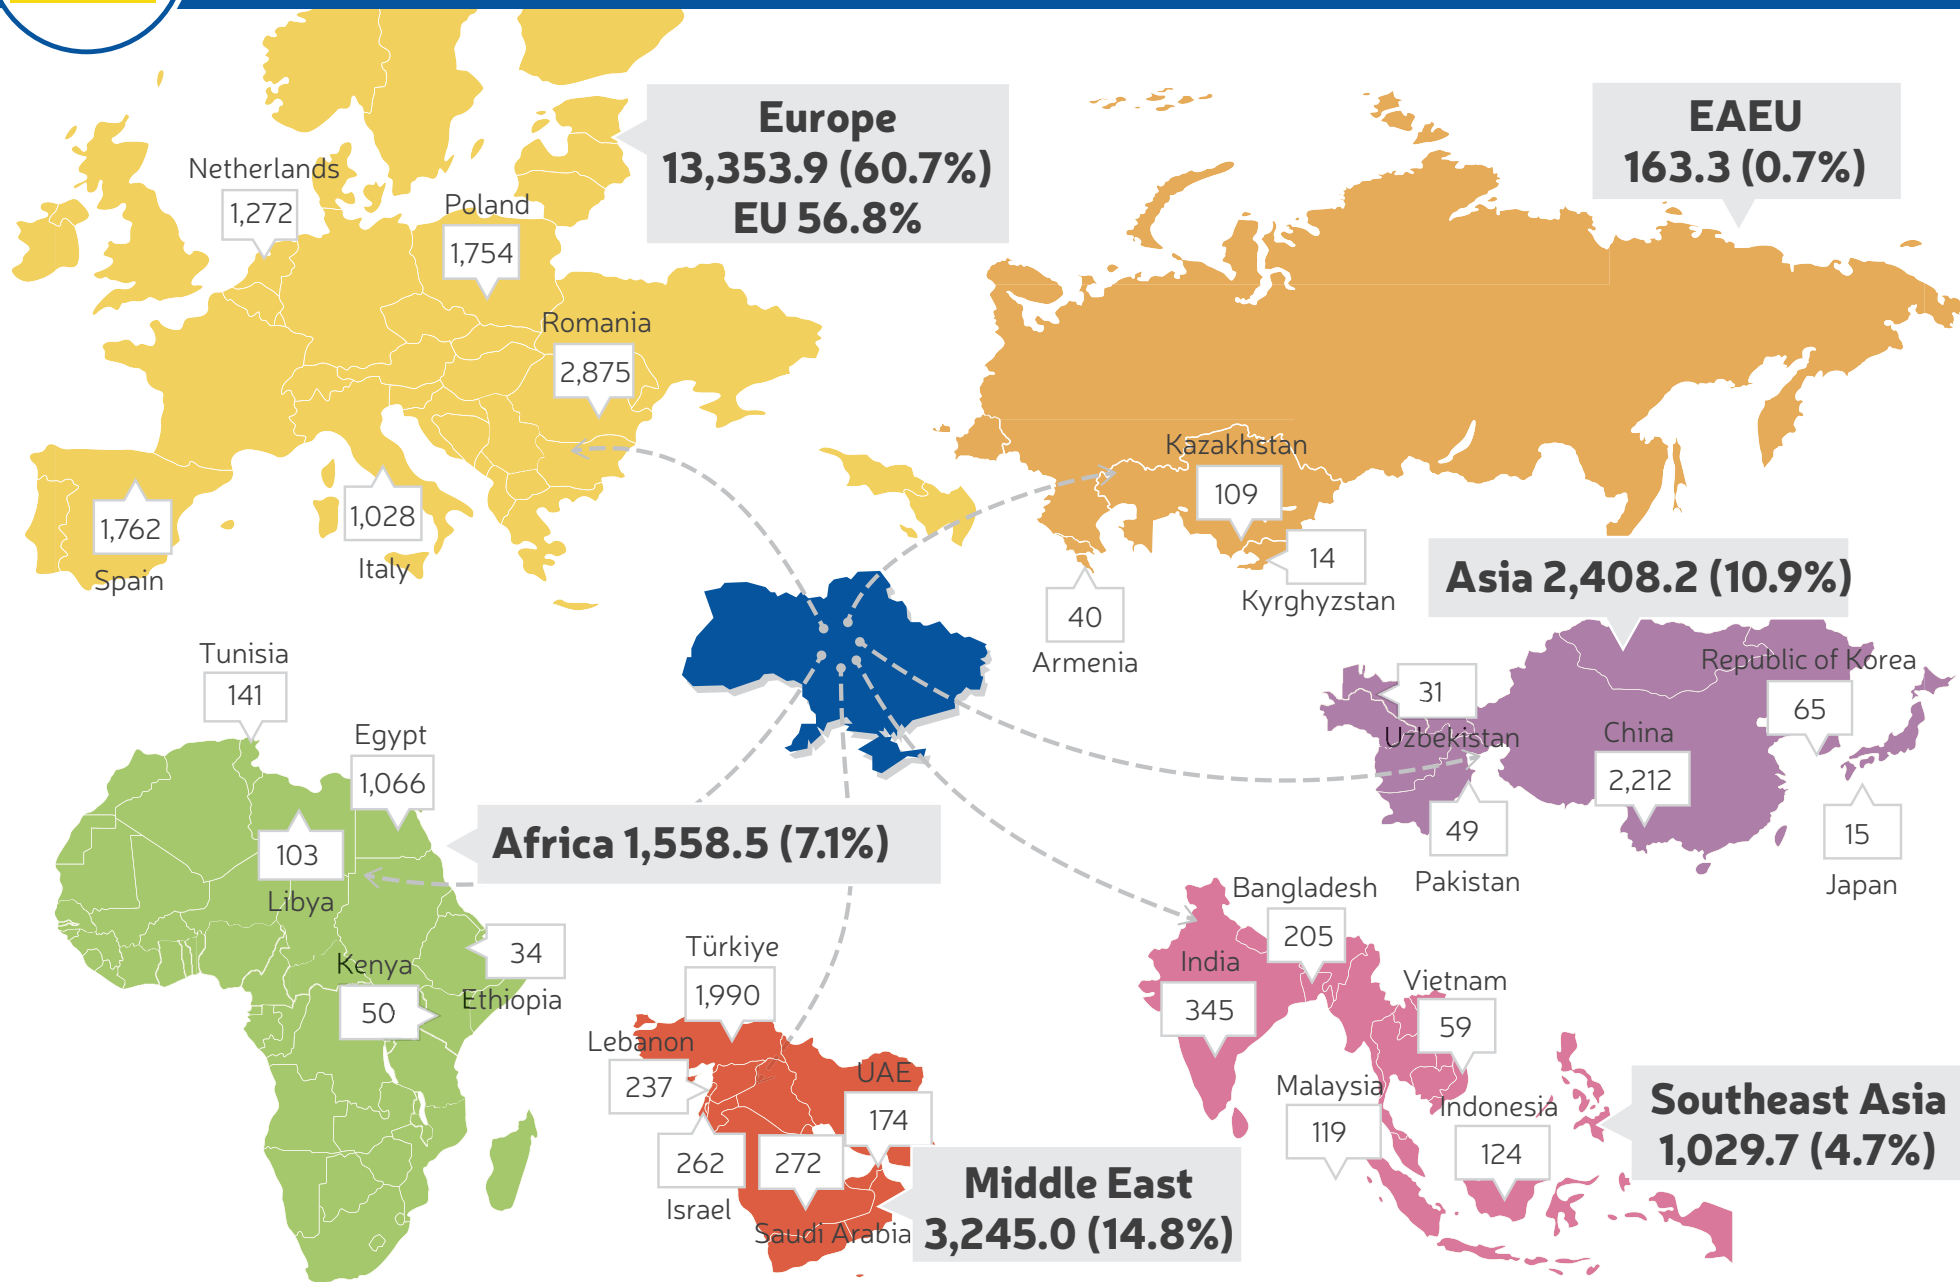 Europe
13,353.9 (60.7%)
EU 56.8%
EAEU
163.3 (0.7%)
Netherlands
1,272
Poland
1,754
Romania
2,875
1,762
Spain
1,028
Italy
Kazakhstan
109
14
Kyrghyzstan
40
Armenia
Asia 2,408.2 (10.9%)
Republic of Korea
65
31
Uzbekistan
China
2,212
49
Pakistan
15
Japan
Tunisia
141
Egypt
1,066
103
Libya
Africa 1,558.5 (7.1%)
34
Ethiopia
Kenya
50
Türkiye
1,990
Lebanon
237
UAE
174
262
Israel
272
Saudi Arabia
Middle East
3,245.0 (14.8%)
Bangladesh
205
India
345
Vietnam
59
Malaysia
119
Indonesia
124
Southeast Asia
1,029.7 (4.7%)